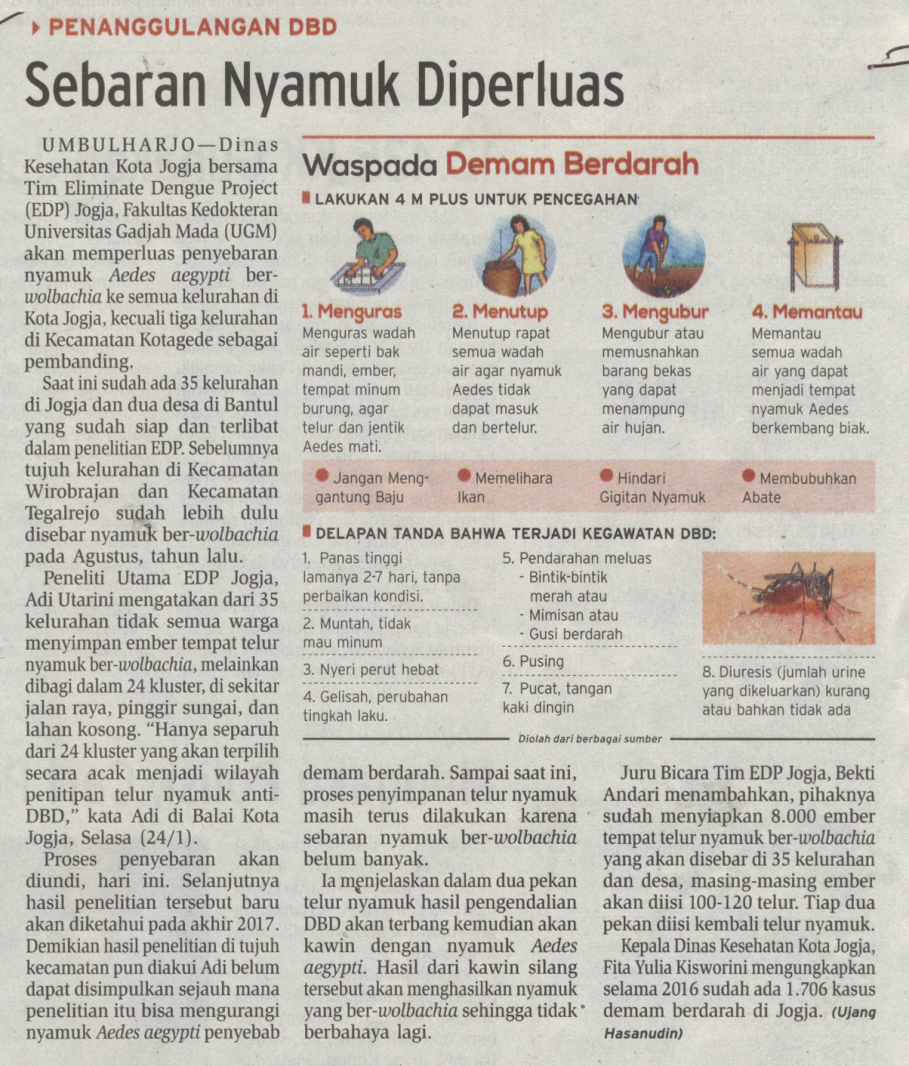 PENANGGULANGAN DBD
Sebaran Nyamuk Diperluas
UMBULHARJO—Dinas
Kesehatan Kota Jogja bersama
Tim Eliminate Dengue Project
(EDP) Jogja, Fakultas Kedokteran
Universitas Gadjah Mada (UGM)
akan memperluas penyebaran
nyamuk Aedes aegypti ber-
wolbachia ke semua kelurahan di
Kota Jogja, kecuali tiga kelurahan
di Kecamatan Kotagede sebagai
pembanding.
Saat ini sudah ada 35 kelurahan
di Jogja dan dua desa di Bantul
yang sudah siap dan terlibat
dalam penelitian EDP. Sebelumnya
tujuh kelurahan di Kecamatan
Wirobrajan dan Kecamatan
Tegalrejo sudah lebih dulu
disebar nyamuk ber-wolbachia
pada Agustus, tahun lalu.
Peneliti Utama EDP Jogja,
Adi Utarini mengatakan dari 35
kelurahan tidak semua warga
menyimpan ember tempat telur
nyamuk ber-wolbachia, melainkan
dibagi dalam 24 kluster, di sekitar
jalan raya, pinggir sungai, dan
lahan kosong. “Hanya separuh
dari 24 kluster yang akan terpilih
secara acak menjadi wilayah
penitipan telur nyamuk anti-
DBD,” kata Adi di Balai Kota
Jogja, Selasa (24/1).
Proses penyebaran akan
diundi, hari ini. Selanjutnya
hasil penelitian tersebut baru
akan diketahui pada akhir 2017.
Demikian hasil penelitian di tujuh
kecamatan pun diakui Adi belum
dapat disimpulkan sejauh mana
penelitian itu bisa mengurangi
nyamuk Aedes aegypti penyebab
Waspada Demam Berdarah
LAKUKAN 4 M PLUS UNTUK PENCEGAHAN
1. Menguras
Menguras wadah
air seperti bak
mandi, ember,
tempat minum
burung, agar
telur dan jentik
Aedes mati.
2. Menutup
Menutup rapat
semua wadah
air agar nyamuk
Aedes tidak
dapat masuk
dan bertelur.
3. Mengubur
Mengubur atau
memusnahkan
barang bekas
yang dapat
menampung
air hujan.
4. Memantau
Memantau
semua wadah
air yang dapat
menjadi tempat
nyamuk Aedes
berkembang biak.
Jangan Meng-
gantung Baju
Memelihara
Ikan
Hindari
Gigitan Nyamuk
Membubuhkan
Abate
DELAPAN TANDA BAHWA TERJADI KEGAWATAN DBD:
1. Panas tinggi
lamanya 2-7 hari, tanpa
perbaikan kondisi.
2. Muntah, tidak
mau minum
3. Nyeri perut hebat
4. Gelisah, perubahan
tingkah laku.
5. Pendarahan meluas
- Bintik-bintik
merah atau
- Mimisan atau
- Gusi berdarah
6. Pusing
7. Pucat, tangan
kaki dingin
8. Diuresis (jumlah urine
yang dikeluarkan) kurang
atau bahkan tidak ada
Diolah dari berbagai sumber
demam berdarah. Sampai saat ini,
proses penyimpanan telur nyamuk
masih terus dilakukan karena
sebaran nyamuk ber-wolbachia
belum banyak.
Ia menjelaskan dalam dua pekan
telur nyamuk hasil pengendalian
DBD akan terbang kemudian akan
kawin dengan nyamuk Aedes
aegypti. Hasil dari kawin silang
tersebut akan menghasilkan nyamuk
yang ber-wolbachia sehingga tidak
berbahaya lagi.
Juru Bicara Tim EDP Jogja, Bekti
Andari menambahkan, pihaknya
sudah menyiapkan 8.000 ember
tempat telur nyamuk ber-wolbachia
yang akan disebar di 35 kelurahan
dan desa, masing-masing ember
akan diisi 100-120 telur. Tiap dua
pekan diisi kembali telur nyamuk.
Kepala Dinas Kesehatan Kota Jogja,
Fita Yulia Kisworini mengungkapkan
selama 2016 sudah ada 1.706 kasus
demam berdarah di Jogja. (Ujang
Hasanudin)